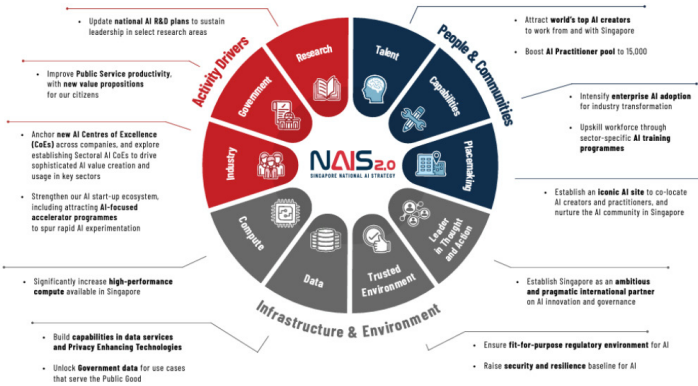 • Update national AI R&D plans to sustain
leadership in select research areas
• Improve Public Service productivity,
with new value propositions
for our citizens
• Anchor new AI Centres of Excellence
(CoEs) across companies, and explore
establishing Sectoral AI CoEs to drive
sophisticated AI value creation and
usage in key sectors
• Strengthen our AI start-up ecosystem,
including attracting AI-focused
accelerator programmes
to spur rapid AI experimentation
• Significantly increase high-performance
compute available in Singapore
• Build capabilities in data services
and Privacy Enhancing Technologies
• Unlock Government data for use cases
that serve the Public Good
Activity Drivers
Industry
Government
Research
People & Communities
Talent
Capabilities
Placemaking
NAIS 2.0
SINGAPORE NATIONAL AI STRATEGY
Leader
in Thought
and Action
Trusted
Environment
Data
Compute
Infrastructure & Environment
• Attract world's top AI creators
to work from and with Singapore
• Boost AI Practitioner pool to 15,000
• Intensify enterprise AI adoption
for industry transformation
• Upskill workforce through
sector-specific AI training
programmes
• Establish an iconic AI site to co-locate
AI creators and practitioners, and
nurture the AI community in Singapore
• Establish Singapore as an ambitious
and pragmatic international partner
on AI innovation and governance
• Ensure fit-for-purpose regulatory environment for AI
• Raise security and resilience baseline for AI